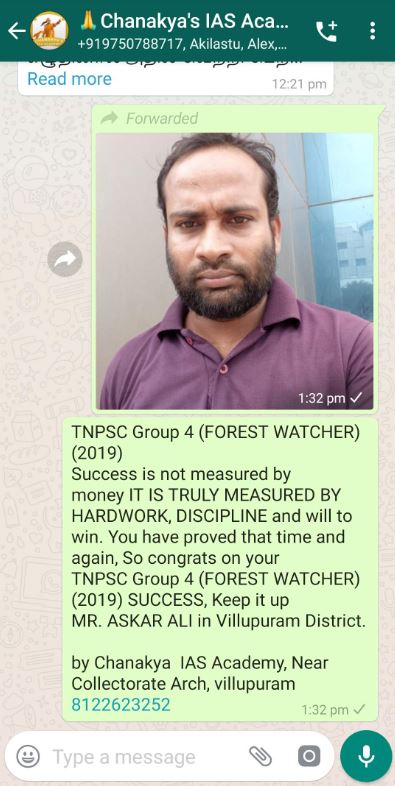 Chanakya's IAS Aca...
+919750788717, Akilastu, Alex,...
Read more
12:21 pm
Forwarded
1:32 pm
TNPSC Group 4 (FOREST WATCHER)
(2019)
Success is not measured by
money IT IS TRULY MEASURED BY
HARDWORK, DISCIPLINE and will to
win. You have proved that time and
again, So congrats on your
TNPSC Group 4 (FOREST WATCHER)
(2019) SUCCESS, Keep it up
MR. ASKAR ALI in Villupuram District.
by Chanakya  IAS Academy, Near
Collectorate Arch, villupuram
8122623252
1:32 pm
Type a message